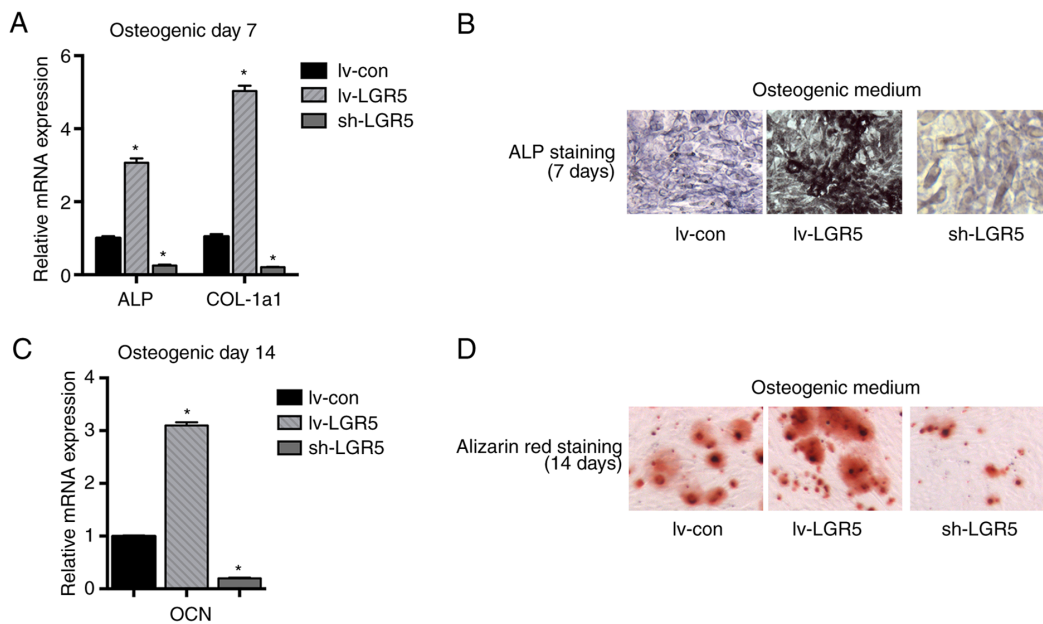 A
Osteogenic day 7
Relative mRNA expression
6
4
2
0
*
*
*
*
ALP
COL-1a1
lv-con
lv-LGR5
sh-LGR5
B
Osteogenic medium
ALP staining
(7 days)
lv-con
lv-LGR5
sh-LGR5
C
Osteogenic day 14
Relative mRNA expression
4
3
2
1
0
*
*
OCN
lv-con
lv-LGR5
sh-LGR5
D
Osteogenic medium
Alizarin red staining
(14 days)
lv-con
lv-LGR5
sh-LGR5